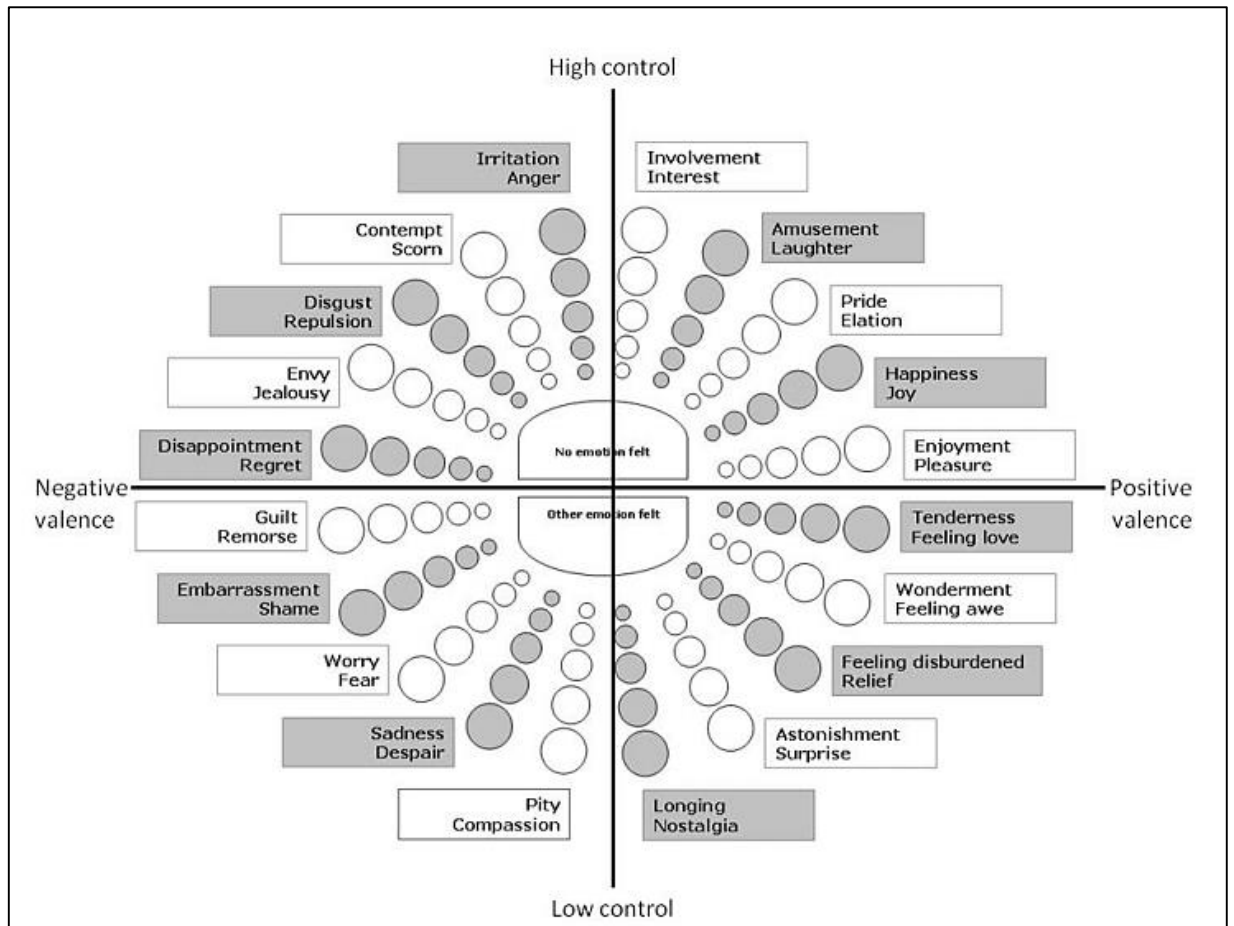 High control
Irritation
Anger
Involvement
Interest
Contempt
Scorn
Amusement
Laughter
Disgust
Repulsion
Pride
Elation
Envy
Jealousy
Happiness
Joy
Disappointment
Regret
No emotion felt
Enjoyment
Pleasure
Negative
valence
Positive
valence
Guilt
Remorse
Other emotion felt
Tenderness
Feeling love
Embarrassment
Shame
Wonderment
Feeling awe
Worry
Fear
Feeling disburdened
Relief
Sadness
Despair
Astonishment
Surprise
Pity
Compassion
Longing
Nostalgia
Low control